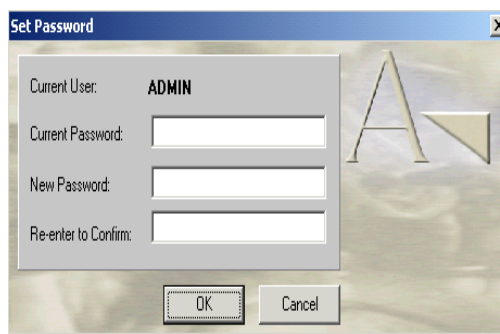 Set Password
Current User: ADMIN
Current Password:
New Password:
Re-enter to Confirm:
A
OK Cancel